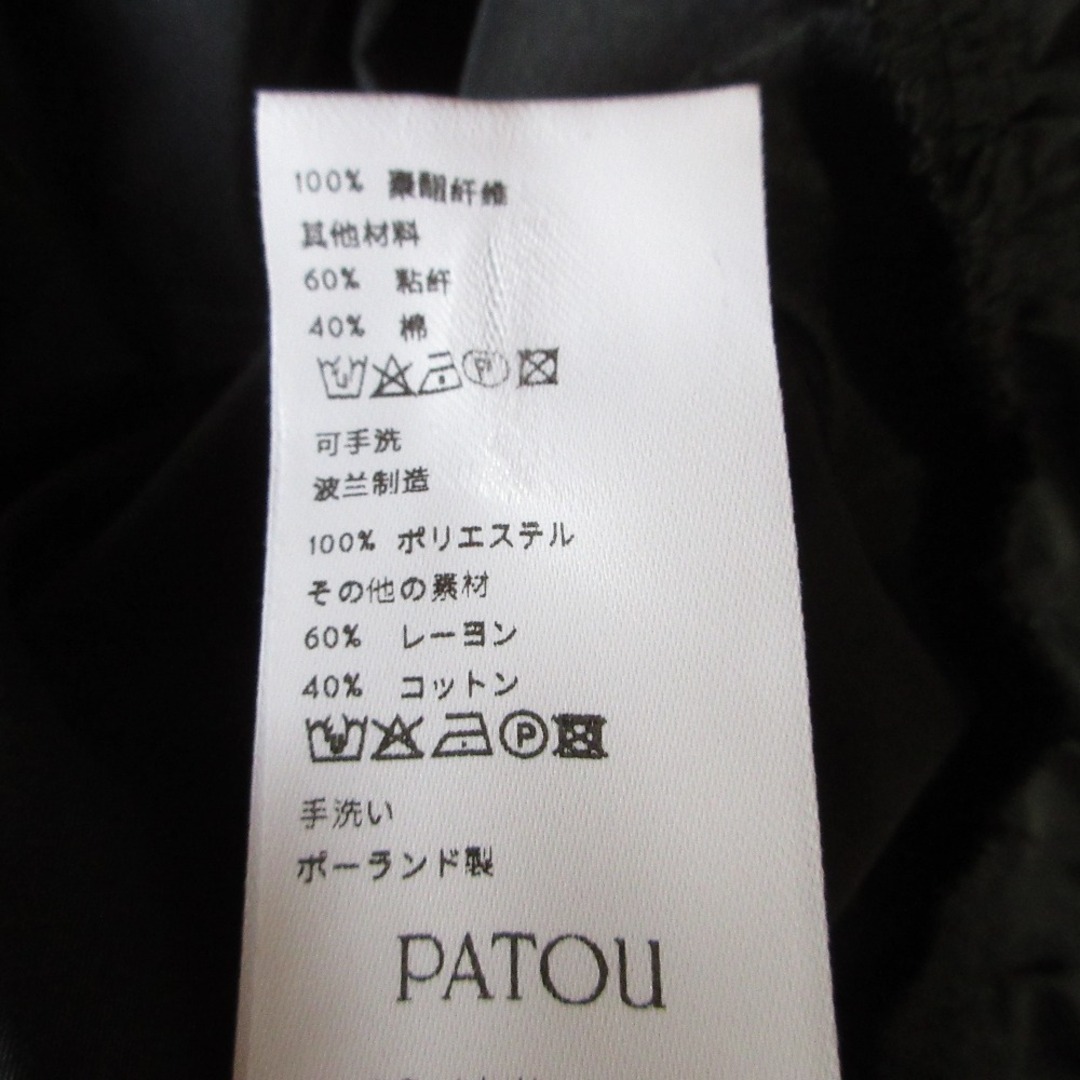 100% 聚酯纤维
其他材料
60% 粘纤
40% 棉
P
可手洗
波兰制造
100% ポリエステル
その他の素材
60% レーヨン
40% コットン
P
手洗い
ポーランド製
PATOU